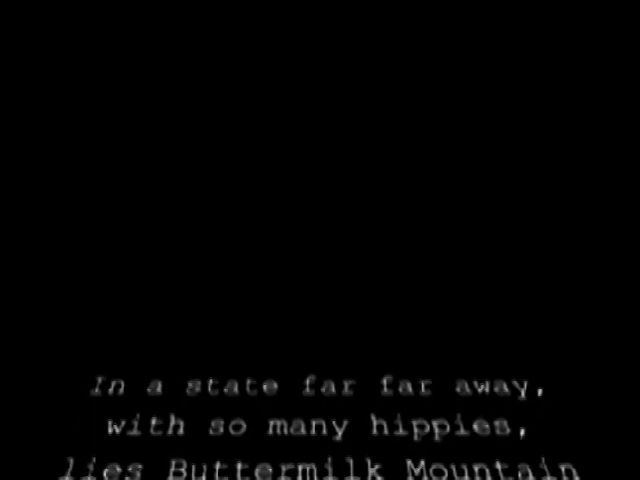 In a state far far away,
with so many hippies,
lies Buttermilk Mountain